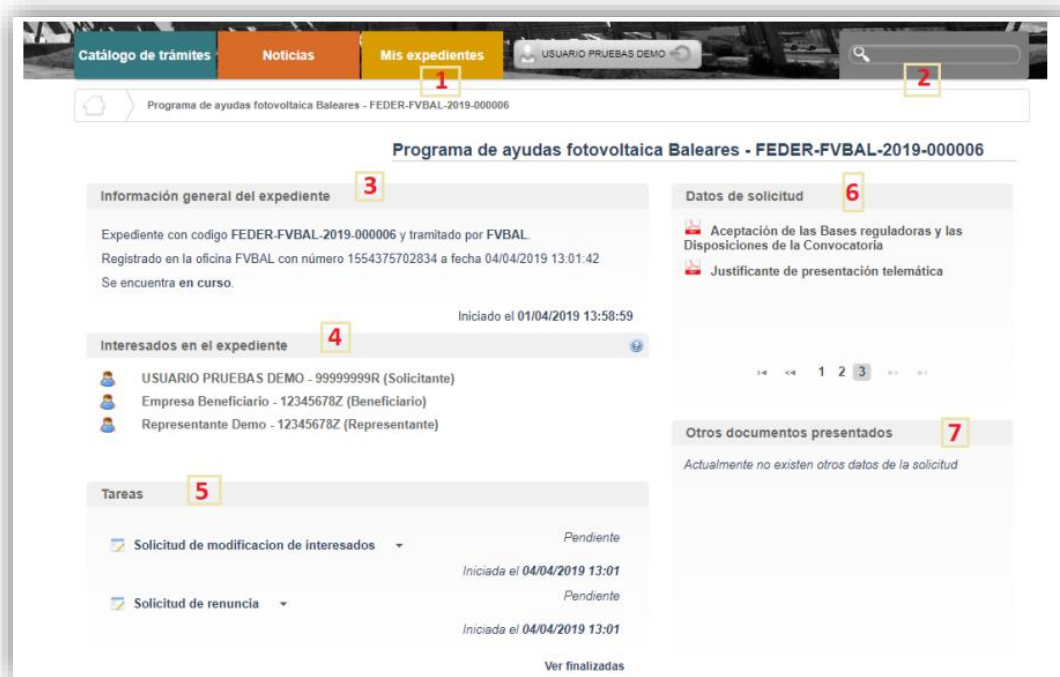 Catálogo de trámites
Noticias
Mis expedientes
USUARIO PRUEBAS DEMO
1
2
Programa de ayudas fotovoltaica Baleares - FEDER-FVBAL-2019-000006
Programa de ayudas fotovoltaica Baleares - FEDER-FVBAL-2019-000006
Información general del expediente
3
Expediente con codigo FEDER-FVBAL-2019-000006 y tramitado por FVBAL.
Registrado en la oficina FVBAL con número 1554375702834 a fecha 04/04/2019 13:01:42
Se encuentra en curso.
Iniciado el 01/04/2019 13:58:59
Interesados en el expediente
4
USUARIO PRUEBAS DEMO - 99999999R (Solicitante)
Empresa Beneficiario - 12345678Z (Beneficiario)
Representante Demo - 12345678Z (Representante)
Tareas
5
Solicitud de modificacion de interesados
Pendiente
Iniciada el 04/04/2019 13:01
Solicitud de renuncia
Pendiente
Iniciada el 04/04/2019 13:01
Ver finalizadas
Datos de solicitud
6
Aceptación de las Bases reguladoras y las
Disposiciones de la Convocatoria
Justificante de presentación telemática
1 2 3
Otros documentos presentados
7
Actualmente no existen otros datos de la solicitud